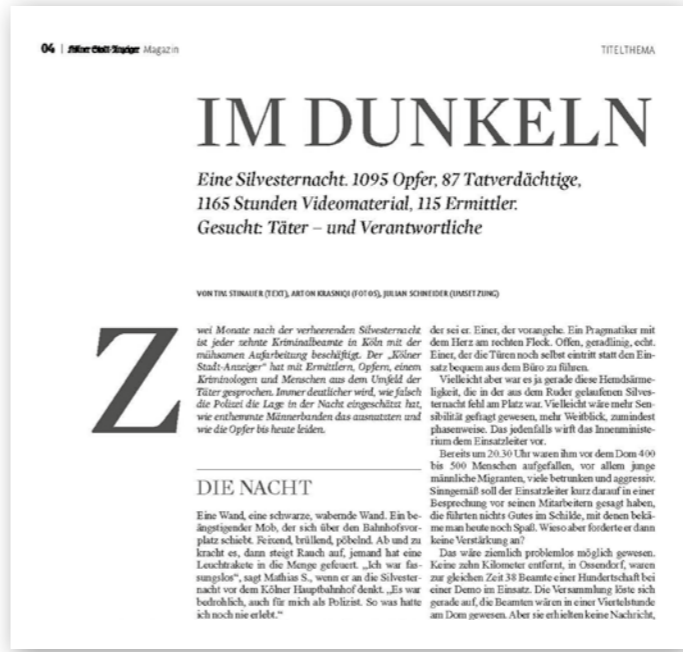 04 | Kölner Stadt-Anzeiger Magazin
TITELTHEMA
IM DUNKELN
Eine Silvesternacht. 1095 Opfer, 87 Tatverdächtige,
1165 Stunden Videomaterial, 115 Ermittler.
Gesucht: Täter – und Verantwortliche
VON TIM STINAUER (TEXT), ARTON KRASNIQI (FOTOS), JULIAN SCHNEIDER (UMSETZUNG)
Zwei Monate nach der verheerenden Silvesternacht
ist jeder zehnte Kriminalbeamte in Köln mit der
mühsamen Aufarbeitung beschäftigt. Der „Kölner
Stadt-Anzeiger“ hat mit Ermittlern, Opfern, einem
Kriminologen und Menschen aus dem Umfeld der
Täter gesprochen. Immer deutlicher wird, wie falsch
die Polizei die Lage in der Nacht eingeschätzt hat,
wie enthemmte Männerbanden das ausnutzten und
wie die Opfer bis heute leiden.
DIE NACHT
Eine Wand, eine schwarze, wabernde Wand. Ein be-
ängstigender Mob, der sich über den Bahnhofsvor-
platz schiebt. Feixend, brüllend, pöbelnd. Ab und zu
kracht es, dann steigt Rauch auf, jemand hat eine
Leuchtrakete in die Menge gefeuert. „Ich war fas-
sungslos“, sagt Mathias S., wenn er an die Silvester-
nacht vor dem Kölner Hauptbahnhof denkt. „Es war
bedrohlich, auch für mich als Polizist. So was hatte
ich noch nie erlebt.“
der sei er. Einer, der vorangehe. Ein Pragmatiker mit
dem Herz am rechten Fleck. Offen, geradlinig, echt.
Einer, der die Türen noch selbst eintritt statt den Ein-
satz bequem aus dem Büro zu führen.
Vielleicht aber war es ja gerade diese Hemdsärme-
ligkeit, die in der aus dem Ruder gelaufenen Silves-
ternacht fehl am Platz war. Vielleicht wäre mehr Sen-
sibilität gefragt gewesen, mehr Weitblick, zumindest
phasenweise. Das jedenfalls wirft das Innenministe-
rium dem Einsatzleiter vor.
Bereits um 20.30 Uhr waren ihm vor dem Dom 400
bis 500 Menschen aufgefallen, vor allem junge
männliche Migranten, viele betrunken und aggressiv.
Sinngemäß soll der Einsatzleiter kurz darauf in einer
Besprechung vor seinen Mitarbeitern gesagt haben,
die führten nichts Gutes im Schilde, mit denen bekä-
me man heute noch Spaß. Wieso aber forderte er dann
keine Verstärkung an?
Das wäre ziemlich problemlos möglich gewesen.
Keine zehn Kilometer entfernt, in Ossendorf, waren
zur gleichen Zeit 38 Beamte einer Hundertschaft bei
einer Demo im Einsatz. Die Versammlung löste sich
gerade auf, die Beamten wären in einer Viertelstunde
am Dom gewesen. Aber sie erhielten keine Nachricht,